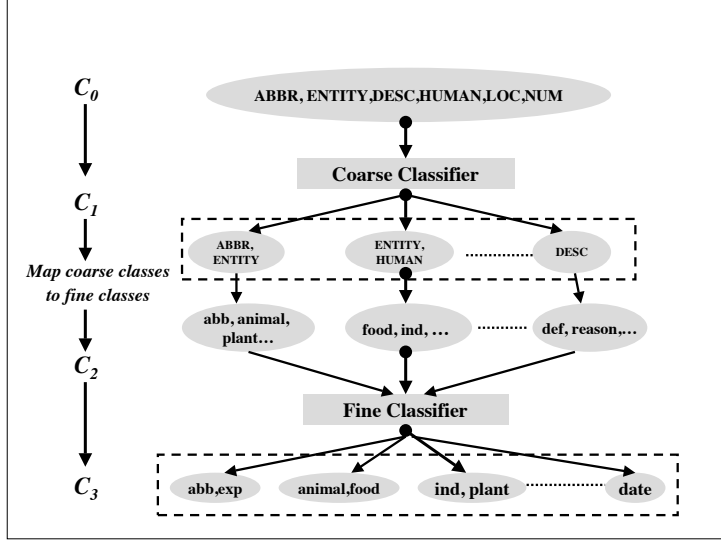 C0
ABBR, ENTITY,DESC,HUMAN,LOC,NUM
Coarse Classifier
C1
ABBR,
ENTITY
ENTITY,
HUMAN
DESC
Map coarse classes
to fine classes
abb, animal,
plant…
food, ind, …
def, reason,…
C2
Fine Classifier
C3
abb,exp
animal,food
ind, plant
date